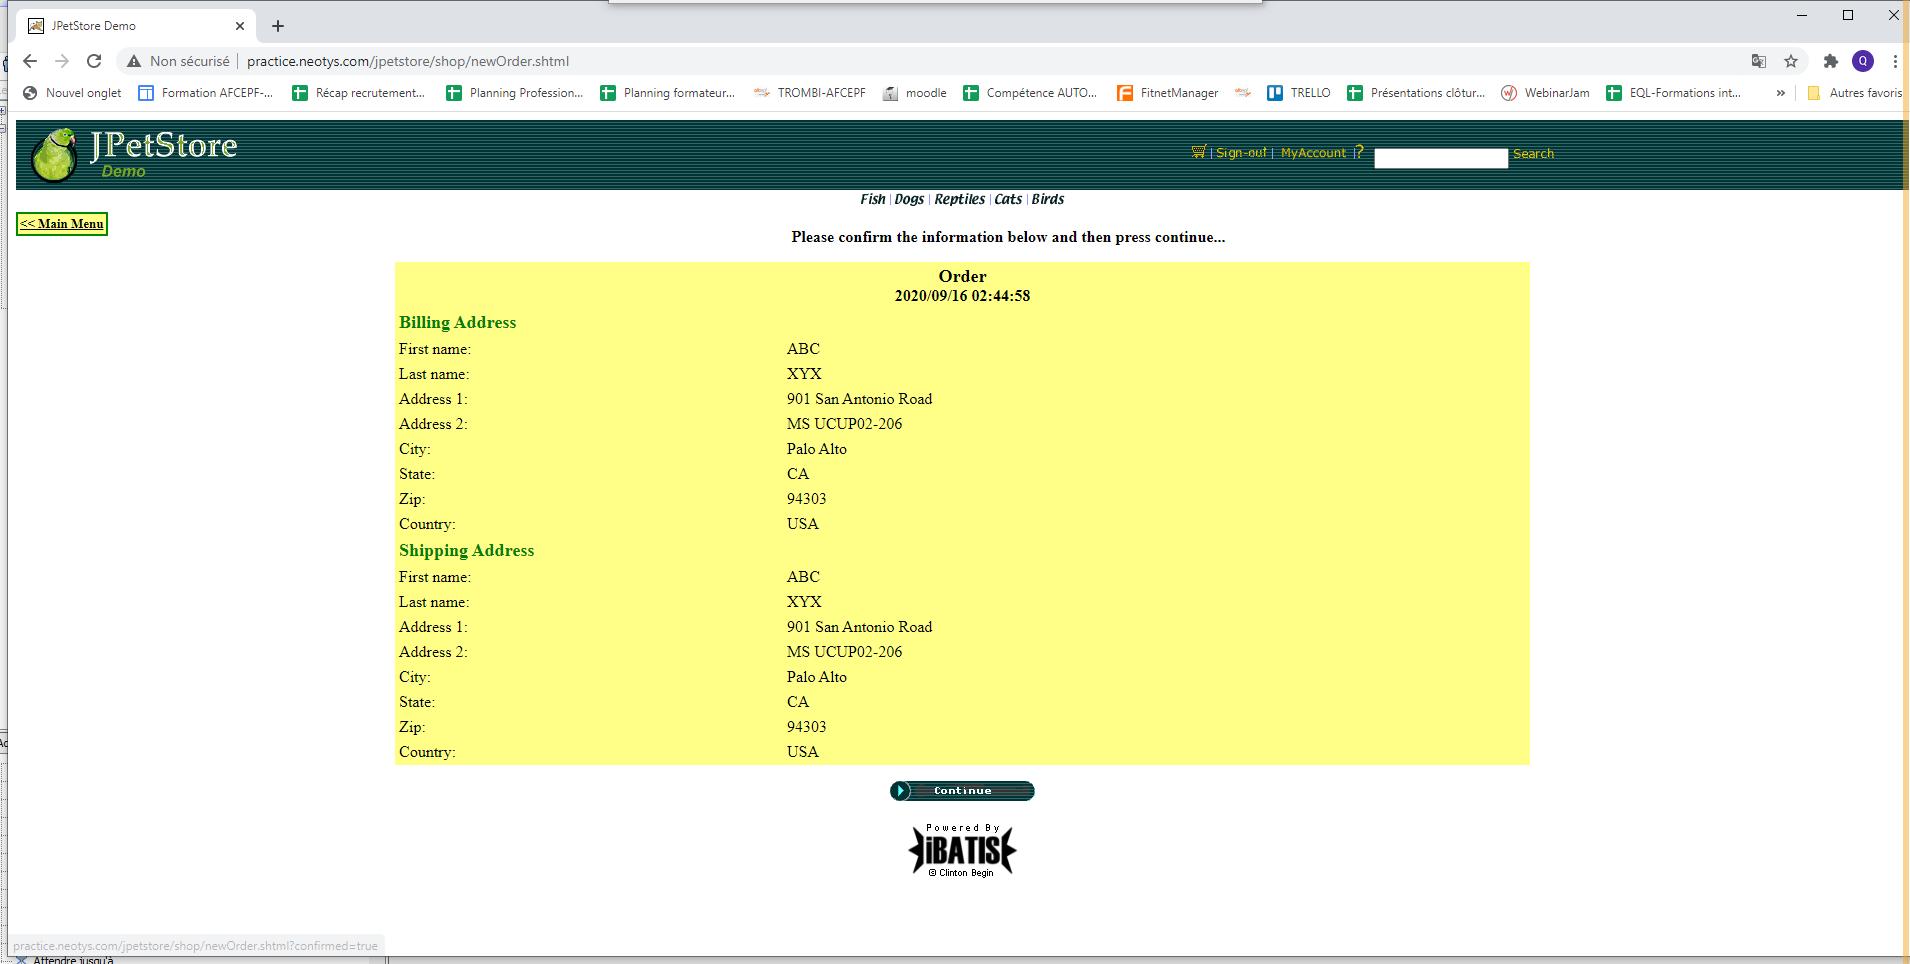 JPetStore Demo
Non sécurisé | practice.neotys.com/jpetstore/shop/newOrder.shtml
Q
Nouvel onglet Formation AFCEPF-... Récap recrutement... Planning Profession... Planning formateur... TROMBI-AFCEPF moodle Compétence AUTO... FitnetManager TRELLO Présentations clôtur... WebinarJam EQL-Formations int... » Autres favoris
JPetStore
Demo
| Sign-out | MyAccount | ? Search
Fish | Dogs | Reptiles | Cats | Birds
<< Main Menu
Please confirm the information below and then press continue...
Order
2020/09/16 02:44:58
Billing Address
First name: ABC
Last name: XYX
Address 1: 901 San Antonio Road
Address 2: MS UCUP02-206
City: Palo Alto
State: CA
Zip: 94303
Country: USA
Shipping Address
First name: ABC
Last name: XYX
Address 1: 901 San Antonio Road
Address 2: MS UCUP02-206
City: Palo Alto
State: CA
Zip: 94303
Country: USA
Continue
Powered By
iBATIS
© Clinton Begin
practice.neotys.com/jpetstore/shop/newOrder.shtml?confirmed=true
Attendre jusqu'à